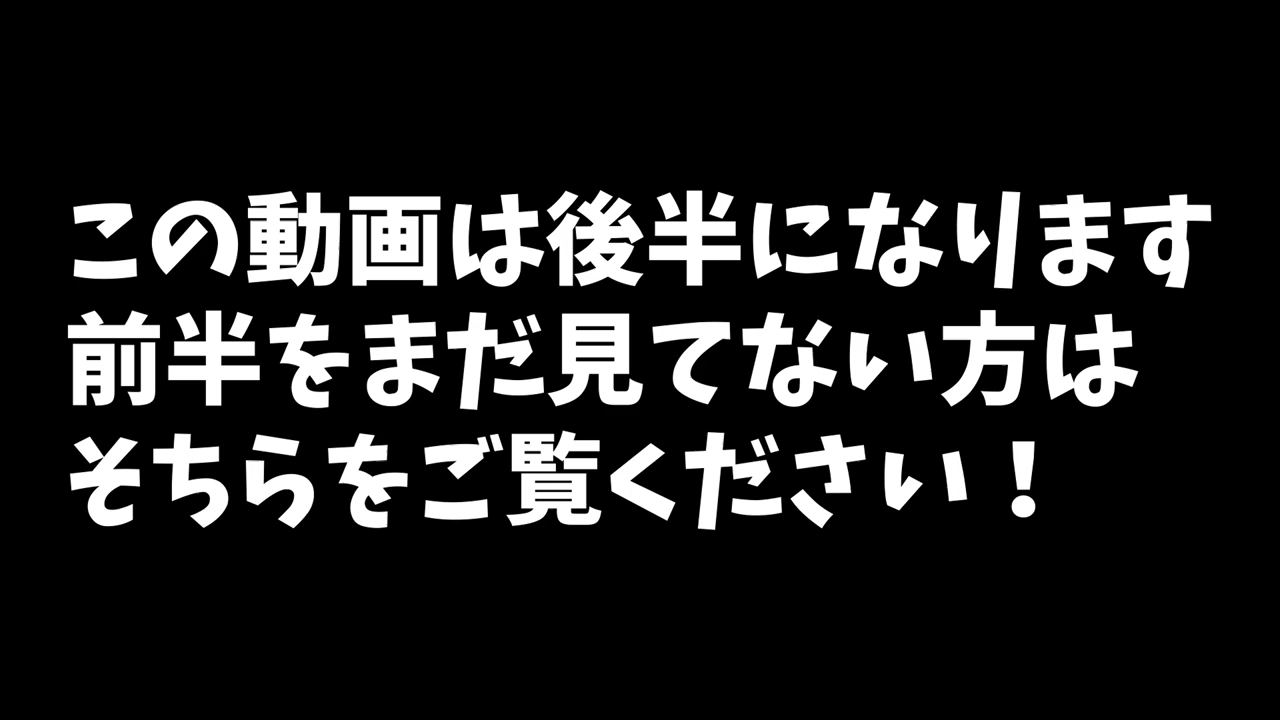 この動画は後半になります
前半をまだ見てない方は
そちらをご覧ください！